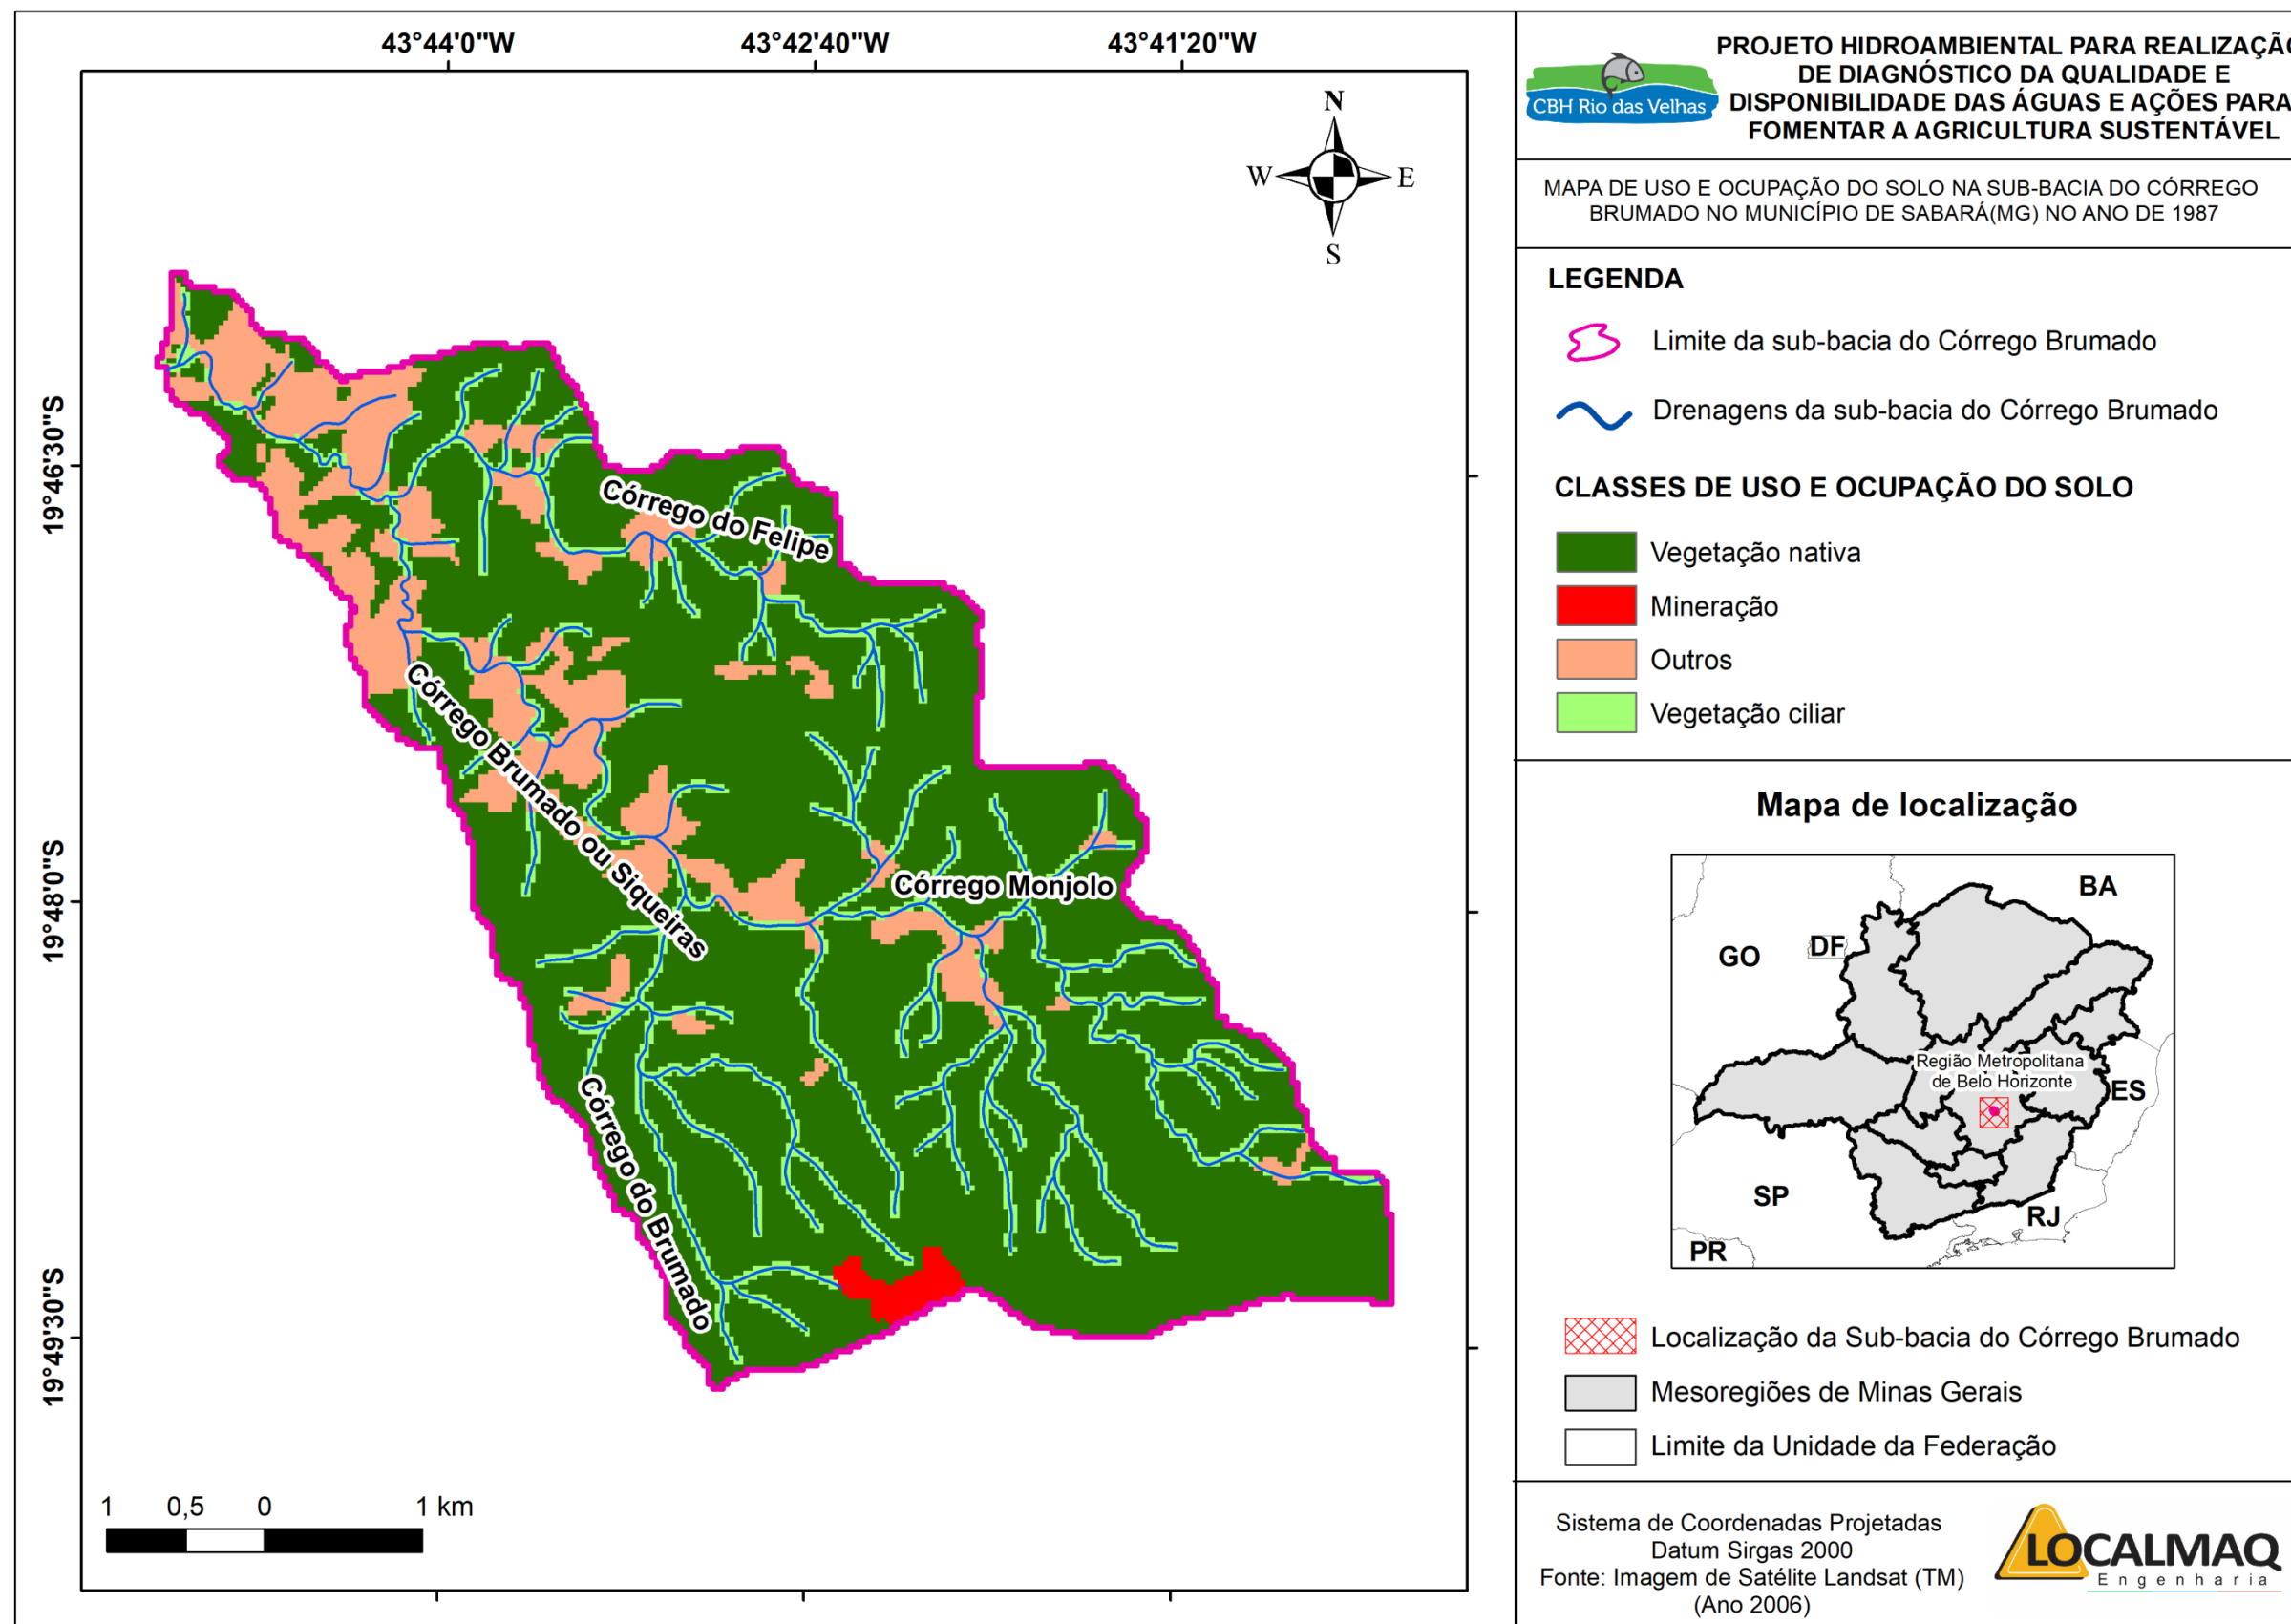 43°44'0"W
43°42'40"W
43°41'20"W
19°46'30"S
19°48'0"S
19°49'30"S
N
W
E
S
Córrego do Felipe
Córrego Brumado ou Siqueiras
Córrego Monjolo
Córrego do Brumado
1 0,5 0 1 km
CBH Rio das Velhas
PROJETO HIDROAMBIENTAL PARA REALIZAÇÃO
DE DIAGNÓSTICO DA QUALIDADE E
DISPONIBILIDADE DAS ÁGUAS E AÇÕES PARA
FOMENTAR A AGRICULTURA SUSTENTÁVEL
MAPA DE USO E OCUPAÇÃO DO SOLO NA SUB-BACIA DO CÓRREGO
BRUMADO NO MUNICÍPIO DE SABARÁ(MG) NO ANO DE 1987
LEGENDA
Limite da sub-bacia do Córrego Brumado
Drenagens da sub-bacia do Córrego Brumado
CLASSES DE USO E OCUPAÇÃO DO SOLO
Vegetação nativa
Mineração
Outros
Vegetação ciliar
Mapa de localização
BA
GO
DF
Região Metropolitana
de Belo Horizonte
ES
SP
RJ
PR
Localização da Sub-bacia do Córrego Brumado
Mesoregiões de Minas Gerais
Limite da Unidade da Federação
Sistema de Coordenadas Projetadas
Datum Sirgas 2000
Fonte: Imagem de Satélite Landsat (TM)
(Ano 2006)
LOCALMAQ
Engenharia